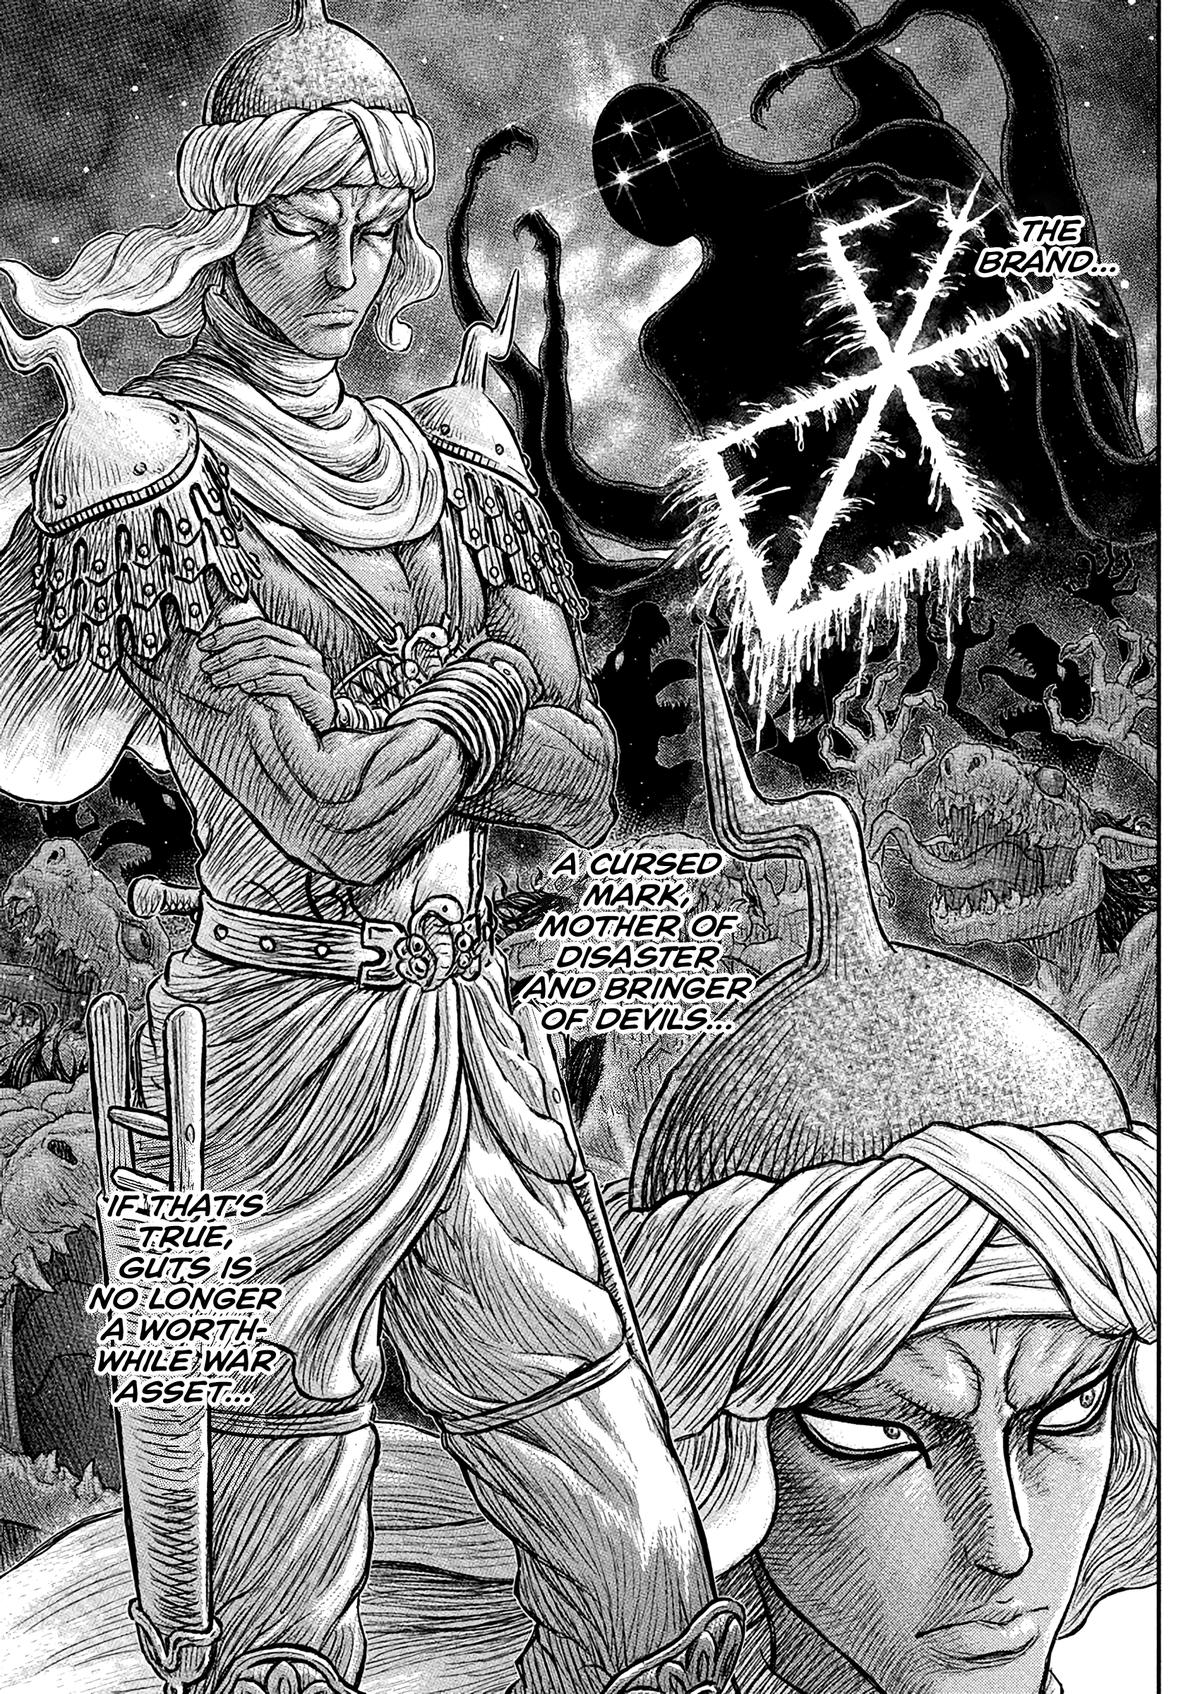 THE
BRAND...
A CURSED
MARK,
MOTHER OF
DISASTER
AND BRINGER
OF DEVILS...
IF THAT'S
TRUE,
GUTS IS
NO LONGER
A WORTH-
WHILE WAR
ASSET...